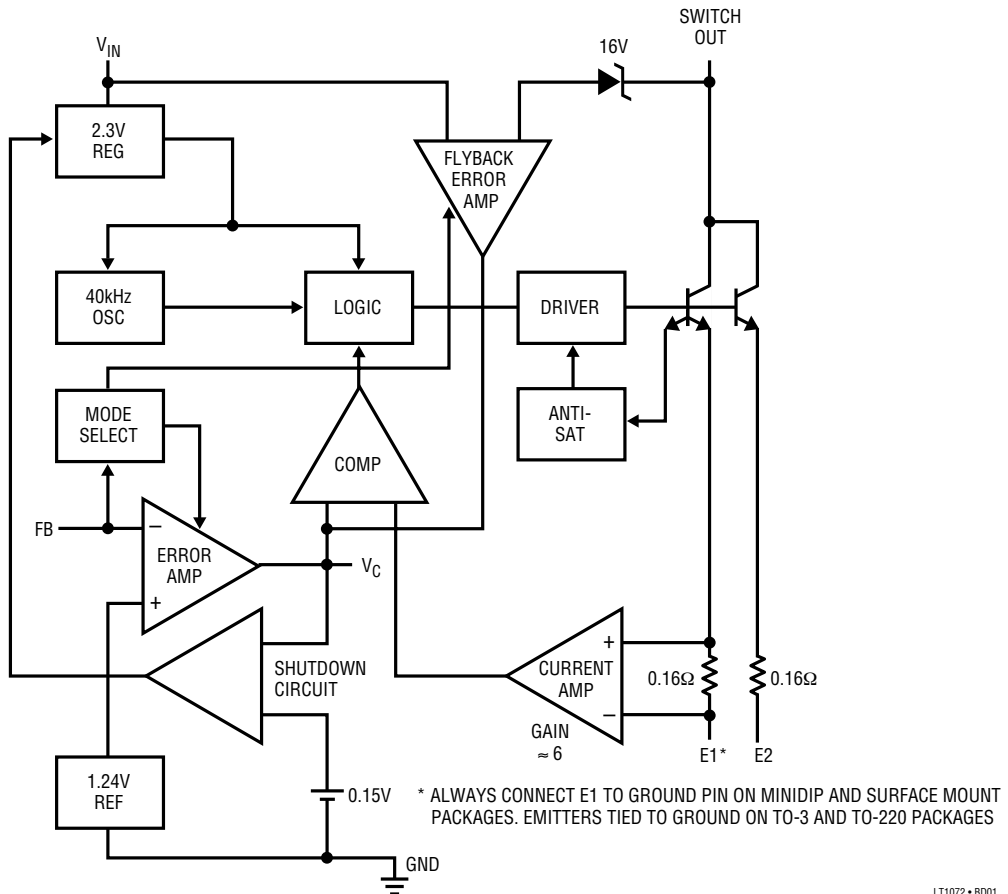 SWITCH
OUT
16V
VIN
2.3V
REG
FLYBACK
ERROR
AMP
40kHz
OSC
LOGIC
DRIVER
MODE
SELECT
ANTI-
SAT
COMP
FB
−
ERROR
AMP
+
VC
SHUTDOWN
CIRCUIT
+
CURRENT
AMP
−
GAIN
≈ 6
0.16Ω
0.16Ω
E1*
E2
1.24V
REF
0.15V
GND
* ALWAYS CONNECT E1 TO GROUND PIN ON MINIDIP AND SURFACE MOUNT
PACKAGES. EMITTERS TIED TO GROUND ON TO-3 AND TO-220 PACKAGES
LT1072 • BD01